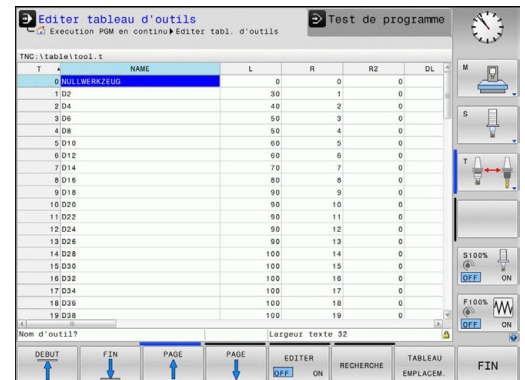 Editer tableau d'outils
Test de programme
Execution PGM en continu▸Editer tabl. d'outils
TNC:\table\tool.t
T NAME L R R2 DL
0 NULLWERKZEUG 0 0 0
1 D2 30 1 0
2 D4 40 2 0
3 D6 50 3 0
4 D8 50 4 0
5 D10 60 5 0
6 D12 60 6 0
7 D14 70 7 0
8 D16 80 8 0
9 D18 90 9 0
10 D20 90 10 0
11 D22 90 11 0
12 D24 90 12 0
13 D26 90 13 0
14 D28 100 14 0
15 D30 100 15 0
16 D32 100 16 0
17 D34 100 17 0
18 D36 100 18 0
19 D38 100 19 0
Nom d'outil? Largeur texte 32
M
S
T
S100%
OFF ON
F100%
OFF ON
DEBUT
FIN
PAGE
PAGE
EDITER
OFF ON
RECHERCHE
TABLEAU
EMPLACEM.
FIN